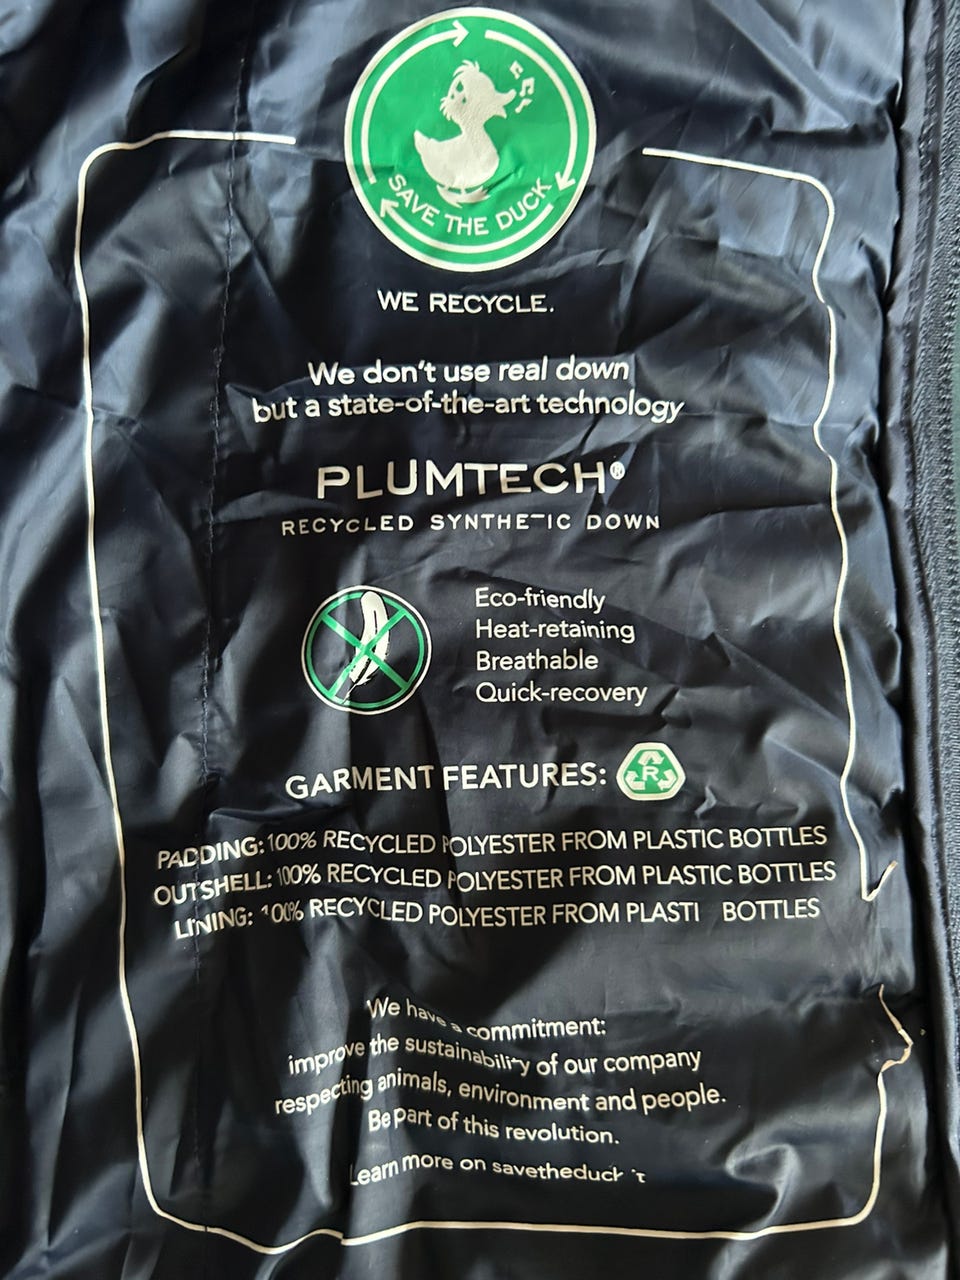 SAVE THE DUCK
WE RECYCLE.
We don't use real down
but a state-of-the-art technology
PLUMTECH®
RECYCLED SYNTHETIC DOWN
Eco-friendly
Heat-retaining
Breathable
Quick-recovery
GARMENT FEATURES:
R
PADDING: 100% RECYCLED POLYESTER FROM PLASTIC BOTTLES
OUTSHELL: 100% RECYCLED POLYESTER FROM PLASTIC BOTTLES
LINING: 100% RECYCLED POLYESTER FROM PLASTI BOTTLES
We have a commitment:
improve the sustainability of our company
respecting animals, environment and people.
Be part of this revolution.
Learn more on